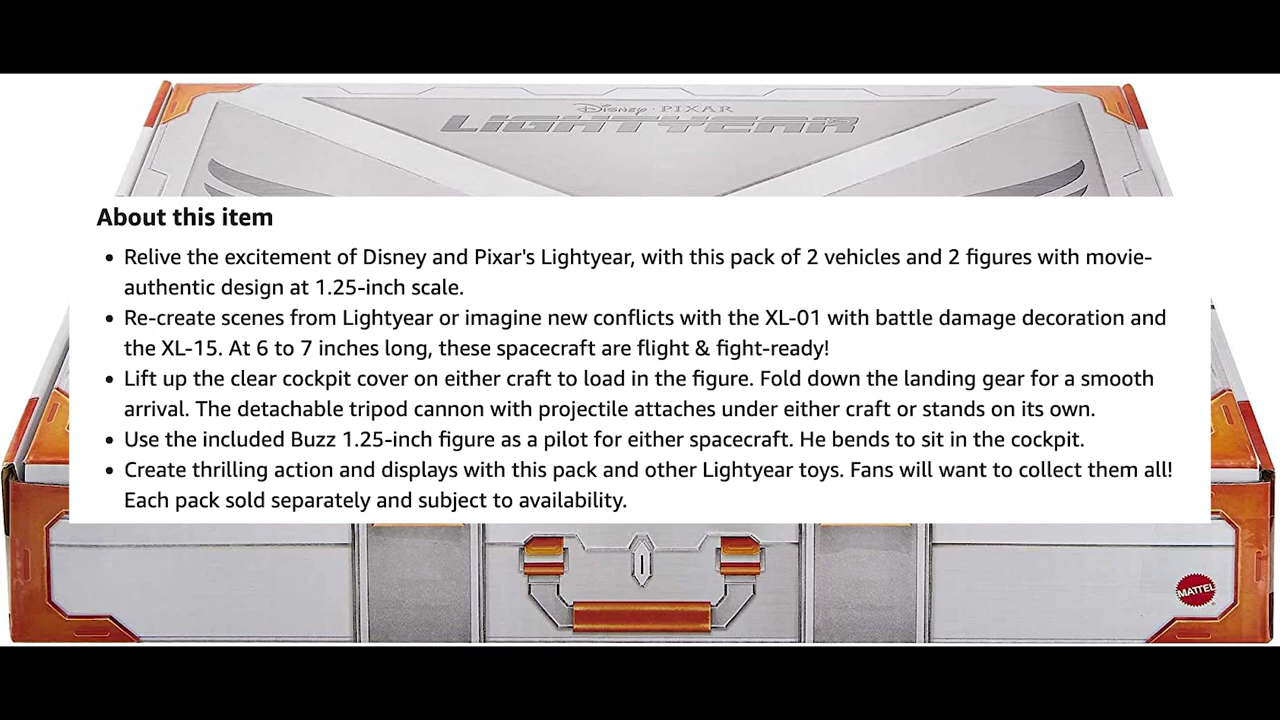 Disney · PIXAR
LIGHTYEAR
About this item
• Relive the excitement of Disney and Pixar's Lightyear, with this pack of 2 vehicles and 2 figures with movie-
authentic design at 1.25-inch scale.
• Re-create scenes from Lightyear or imagine new conflicts with the XL-01 with battle damage decoration and
the XL-15. At 6 to 7 inches long, these spacecraft are flight & fight-ready!
• Lift up the clear cockpit cover on either craft to load in the figure. Fold down the landing gear for a smooth
arrival. The detachable tripod cannon with projectile attaches under either craft or stands on its own.
• Use the included Buzz 1.25-inch figure as a pilot for either spacecraft. He bends to sit in the cockpit.
• Create thrilling action and displays with this pack and other Lightyear toys. Fans will want to collect them all!
Each pack sold separately and subject to availability.
MATTEL